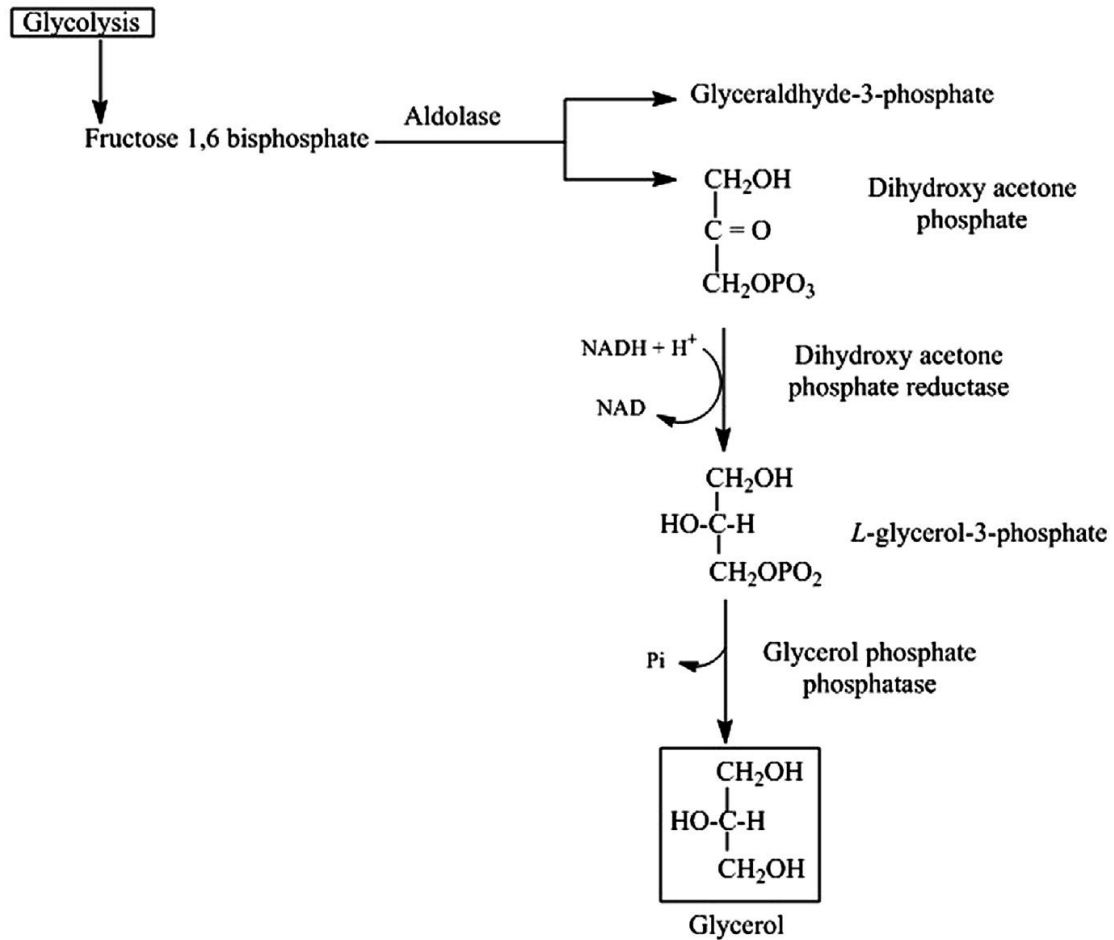 Glycolysis
Glyceraldhyde-3-phosphate
Aldolase
Fructose 1,6 bisphosphate
CH₂OH
C = O
CH₂OPO₃
Dihydroxy acetone
phosphate
NADH + H⁺
NAD
Dihydroxy acetone
phosphate reductase
CH₂OH
HO-C-H
CH₂OPO₂
L-glycerol-3-phosphate
Pi
Glycerol phosphate
phosphatase
CH₂OH
HO-C-H
CH₂OH
Glycerol